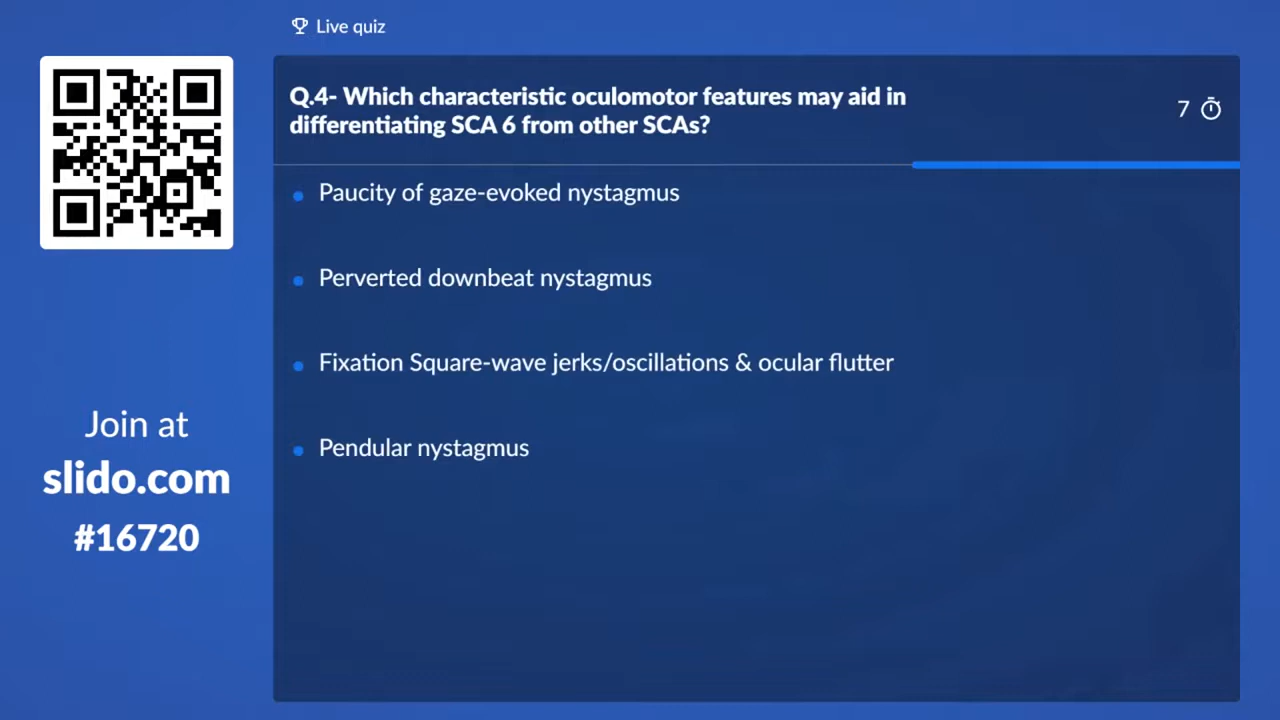 Live quiz
Q.4- Which characteristic oculomotor features may aid in
differentiating SCA 6 from other SCAs?
7
Paucity of gaze-evoked nystagmus
Perverted downbeat nystagmus
Fixation Square-wave jerks/oscillations & ocular flutter
Pendular nystagmus
Join at
slido.com
#16720